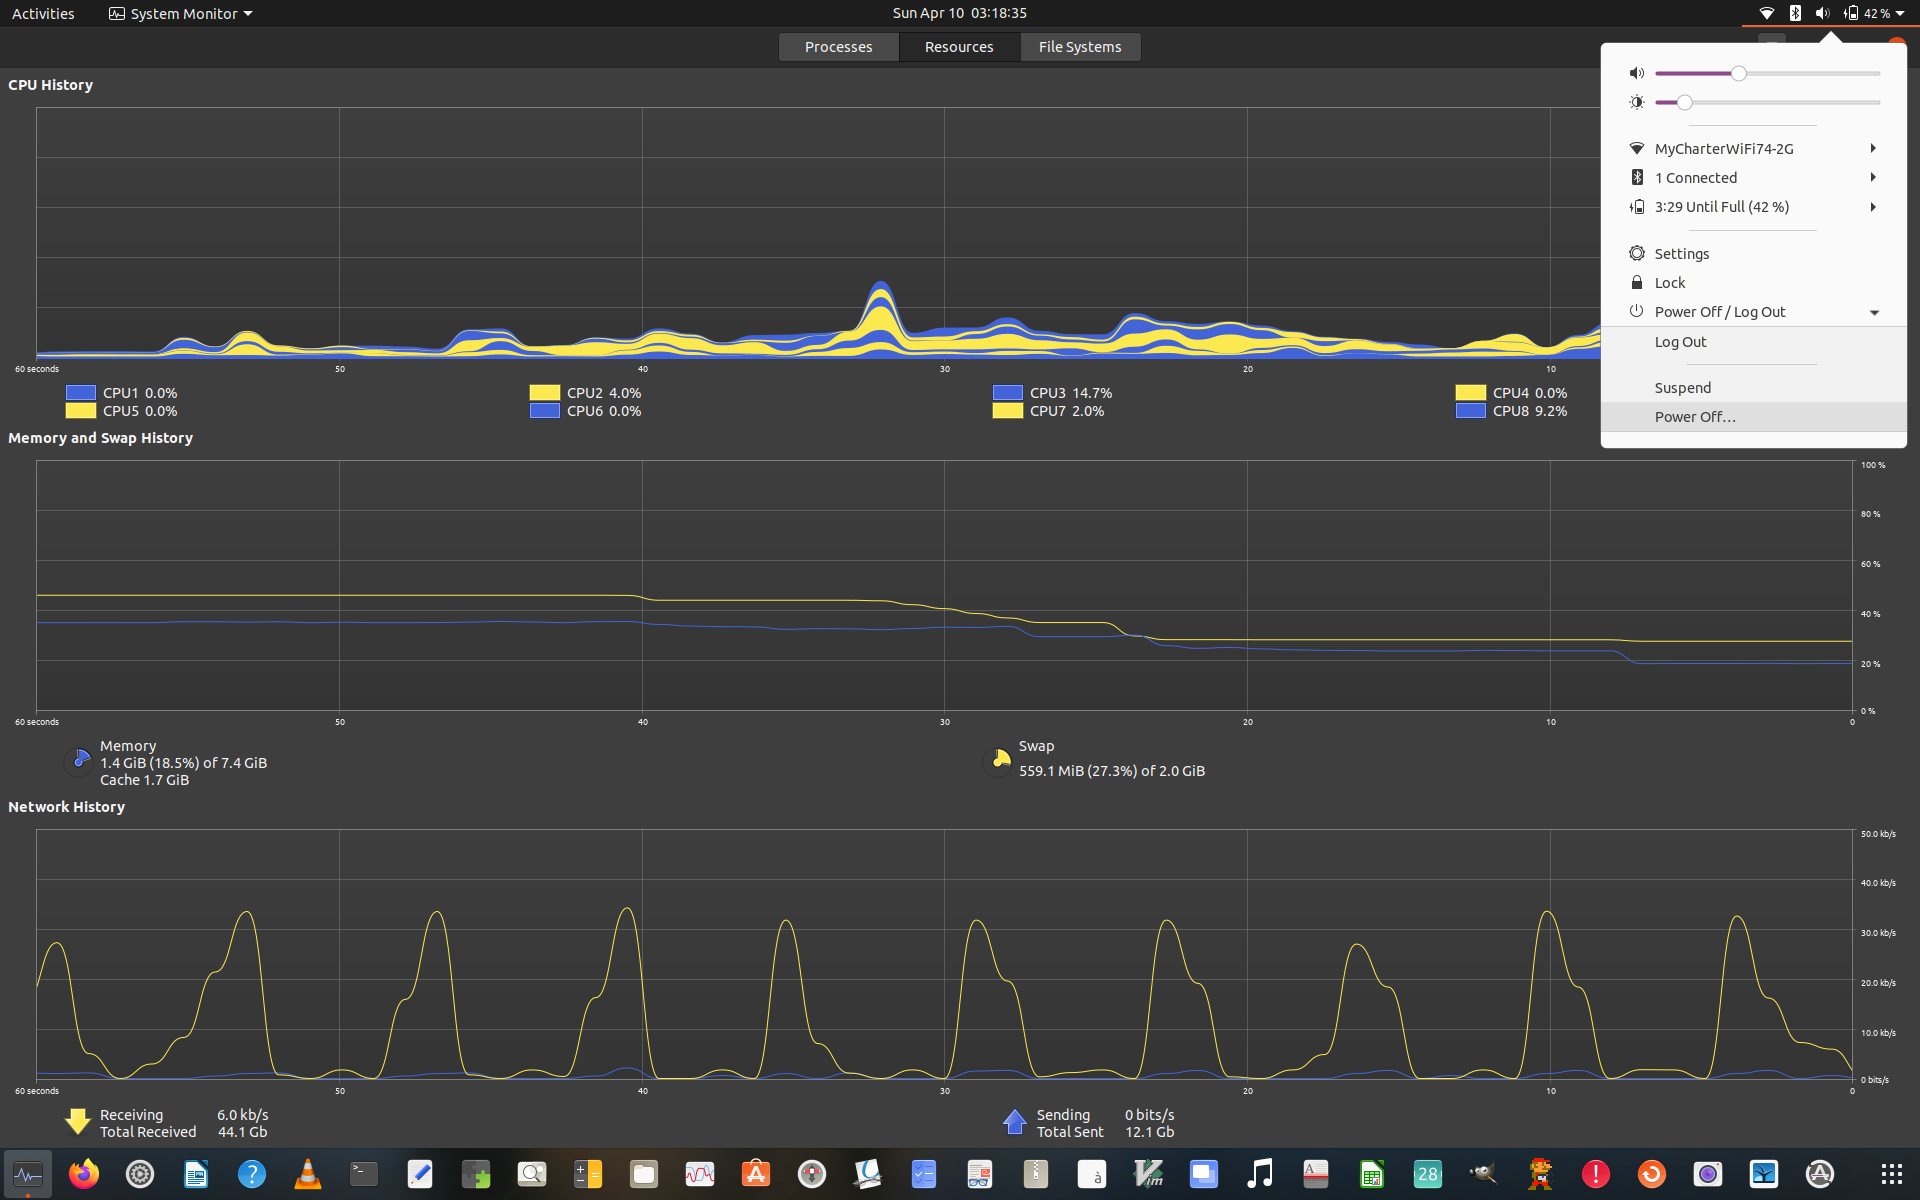 Activities
System Monitor
Sun Apr 10 03:18:35
42 %
Processes
Resources
File Systems
CPU History
MyCharterWiFi74-2G
1 Connected
3:29 Until Full (42 %)
Settings
Lock
Power Off / Log Out
Log Out
Suspend
Power Off…
60 seconds
50
40
30
20
10
CPU1 0.0%
CPU2 4.0%
CPU3 14.7%
CPU4 0.0%
CPU5 0.0%
CPU6 0.0%
CPU7 2.0%
CPU8 9.2%
Memory and Swap History
100 %
80 %
60 %
40 %
20 %
0 %
60 seconds
50
40
30
20
10
0
Memory
1.4 GiB (18.5%) of 7.4 GiB
Cache 1.7 GiB
Swap
559.1 MiB (27.3%) of 2.0 GiB
Network History
50.0 kb/s
40.0 kb/s
30.0 kb/s
20.0 kb/s
10.0 kb/s
0 bits/s
60 seconds
50
40
30
20
10
0
Receiving 6.0 kb/s
Total Received 44.1 Gb
Sending 0 bits/s
Total Sent 12.1 Gb
>_
?
à
Vim
A
28
!